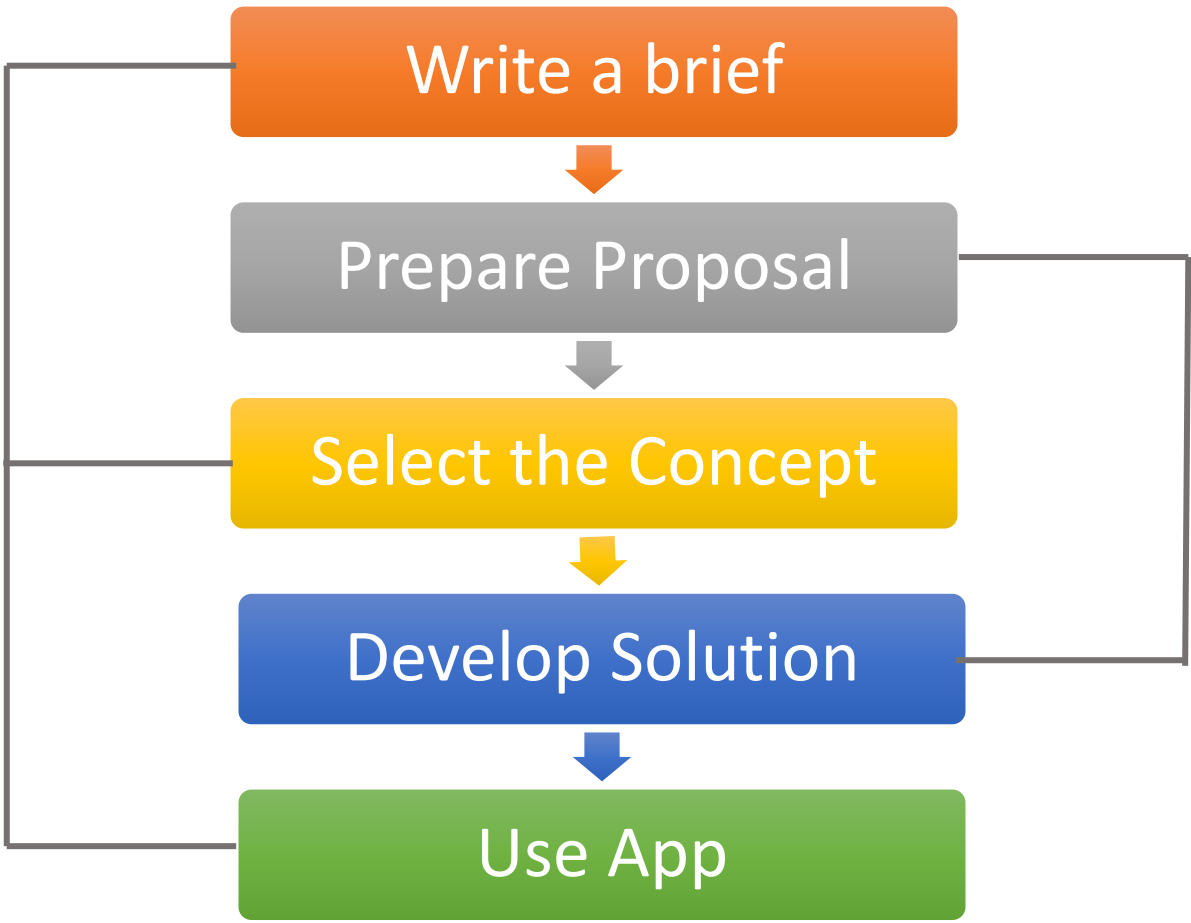 Write a brief
Prepare Proposal
Select the Concept
Develop Solution
Use App